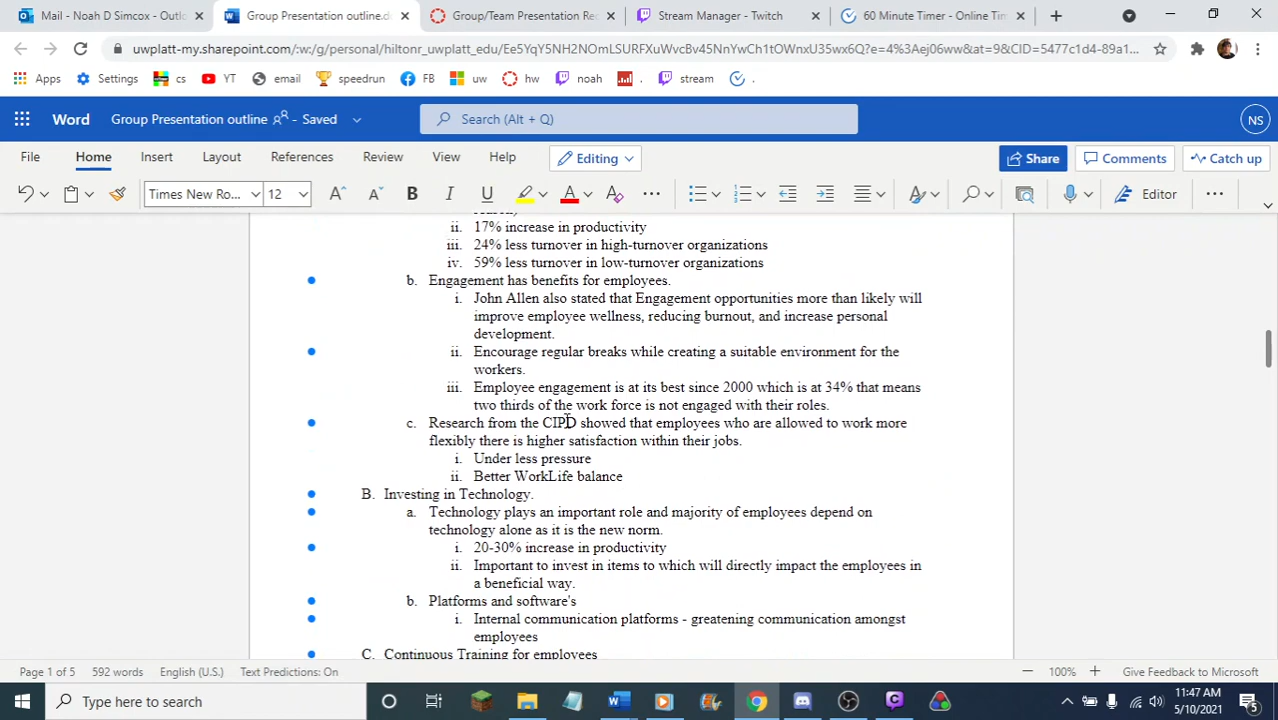 Mail - Noah D Simcox - Outlo
Group Presentation outline.d
Group/Team Presentation Re
Stream Manager - Twitch
60 Minute Timer - Online Tim
uwplatt-my.sharepoint.com/:w:/g/personal/hiltonr_uwplatt_edu/Ee5YqY5NH2NOmLSURFXuWvcBv45NnYwCh1tOWnxU35wx6Q?e=4%3Aej06ww&at=9&CID=5477c1d4-89a1...
Apps Settings cs YT email speedrun FB uw hw noah . stream .
Word Group Presentation outline - Saved Search (Alt + Q) NS
File Home Insert Layout References Review View Help Editing Share Comments Catch up
Times New Ro... 12 B I U A Editor
ii. 17% increase in productivity
iii. 24% less turnover in high-turnover organizations
iv. 59% less turnover in low-turnover organizations
b. Engagement has benefits for employees.
i. John Allen also stated that Engagement opportunities more than likely will
improve employee wellness, reducing burnout, and increase personal
development.
ii. Encourage regular breaks while creating a suitable environment for the
workers.
iii. Employee engagement is at its best since 2000 which is at 34% that means
two thirds of the work force is not engaged with their roles.
c. Research from the CIPD showed that employees who are allowed to work more
flexibly there is higher satisfaction within their jobs.
i. Under less pressure
ii. Better WorkLife balance
B. Investing in Technology.
a. Technology plays an important role and majority of employees depend on
technology alone as it is the new norm.
i. 20-30% increase in productivity
ii. Important to invest in items to which will directly impact the employees in
a beneficial way.
b. Platforms and software's
i. Internal communication platforms - greatening communication amongst
employees
C. Continuous Training for employees
Page 1 of 5 592 words English (U.S.) Text Predictions: On 100% Give Feedback to Microsoft
Type here to search
11:47 AM
5/10/2021
5